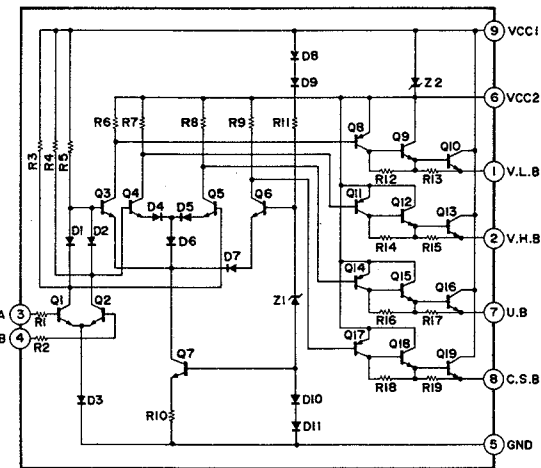 9 VCC1
D8
D9
Z2
6 VCC2
R6 R7 R8 R9 R11
R3 R4 R5
Q8 Q9 Q10
R12 R13
1 V.L.B
Q3 Q4 D4 D5 Q5 Q6
Q11 Q12 Q13
R14 R15
2 V.H.B
D1 D2 D6 D7
Q14 Q15 Q16
R16 R17
7 U.B
Z1
A 3 R1 Q1 Q2
B 4 R2
Q17 Q18 Q19
R18 R19
8 C.S.B
Q7
D3 R10 D10
D11
5 GND